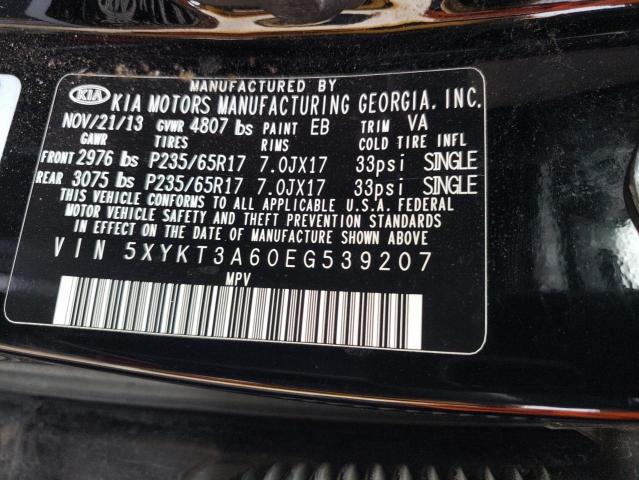 MANUFACTURED BY
KIA KIA MOTORS MANUFACTURING GEORGIA, INC.
NOV/21/13 GVWR 4807 lbs PAINT EB TRIM VA
GAWR TIRES RIMS COLD TIRE INFL
FRONT 2976 lbs P235/65R17 7.0JX17 33psi SINGLE
REAR 3075 lbs P235/65R17 7.0JX17 33psi SINGLE
THIS VEHICLE CONFORMS TO ALL APPLICABLE U.S.A. FEDERAL
MOTOR VEHICLE SAFETY AND THEFT PREVENTION STANDARDS
IN EFFECT ON THE DATE OF MANUFACTURE SHOWN ABOVE.
VIN 5XYKT3A60EG539207
MPV